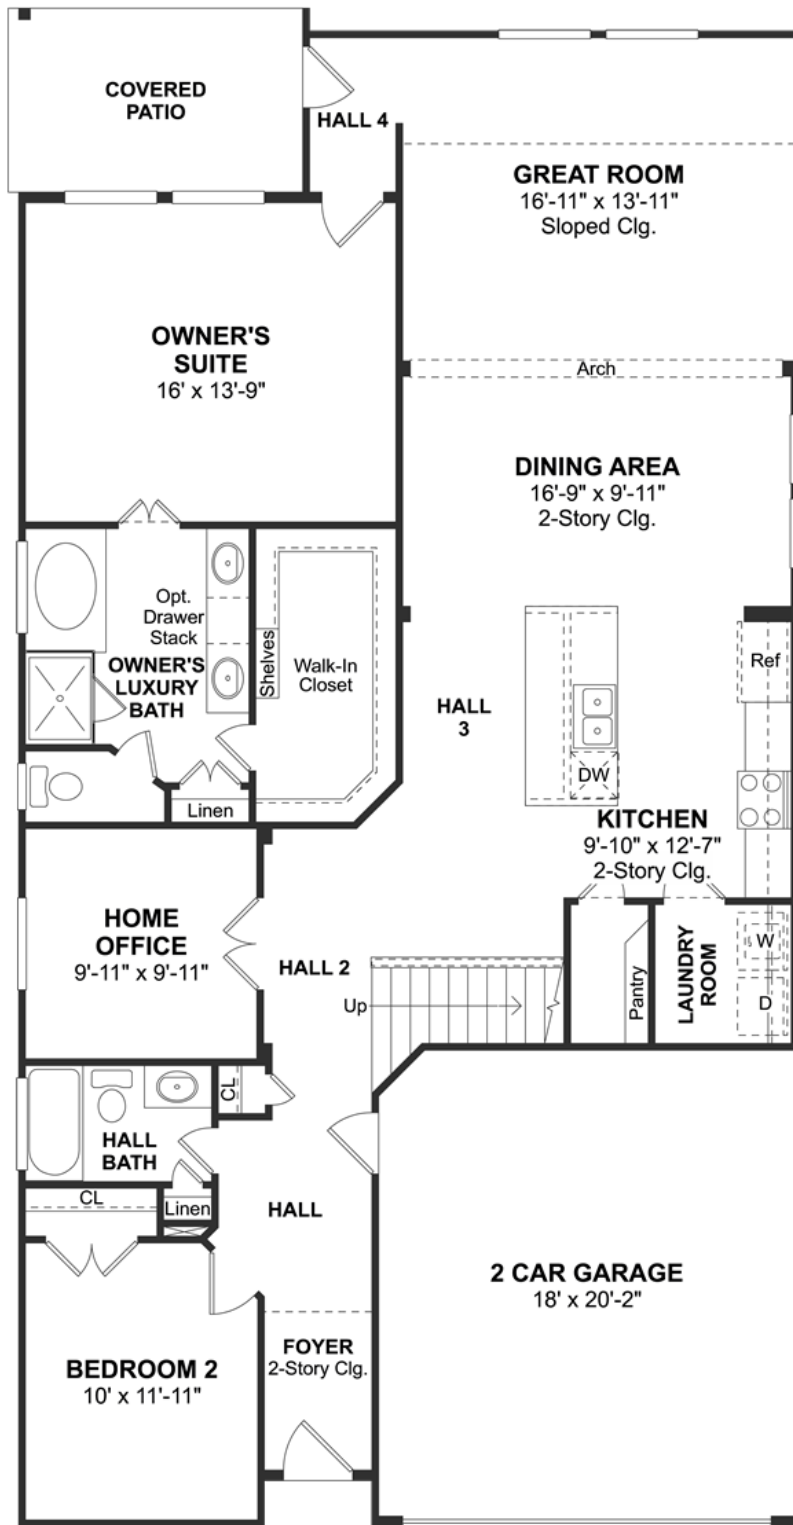 COVERED
PATIO
HALL 4
GREAT ROOM
16'-11" x 13'-11"
Sloped Clg.
OWNER'S
SUITE
16' x 13'-9"
Arch
DINING AREA
16'-9" x 9'-11"
2-Story Clg.
Opt.
Drawer
Stack
OWNER'S
LUXURY
BATH
Shelves
Walk-In
Closet
Linen
HALL
3
Ref
DW
KITCHEN
9'-10" x 12'-7"
2-Story Clg.
HOME
OFFICE
9'-11" x 9'-11"
HALL 2
Up
Pantry
LAUNDRY
ROOM
W
D
CL
HALL
BATH
CL
Linen
HALL
2 CAR GARAGE
18' x 20'-2"
FOYER
2-Story Clg.
BEDROOM 2
10' x 11'-11"